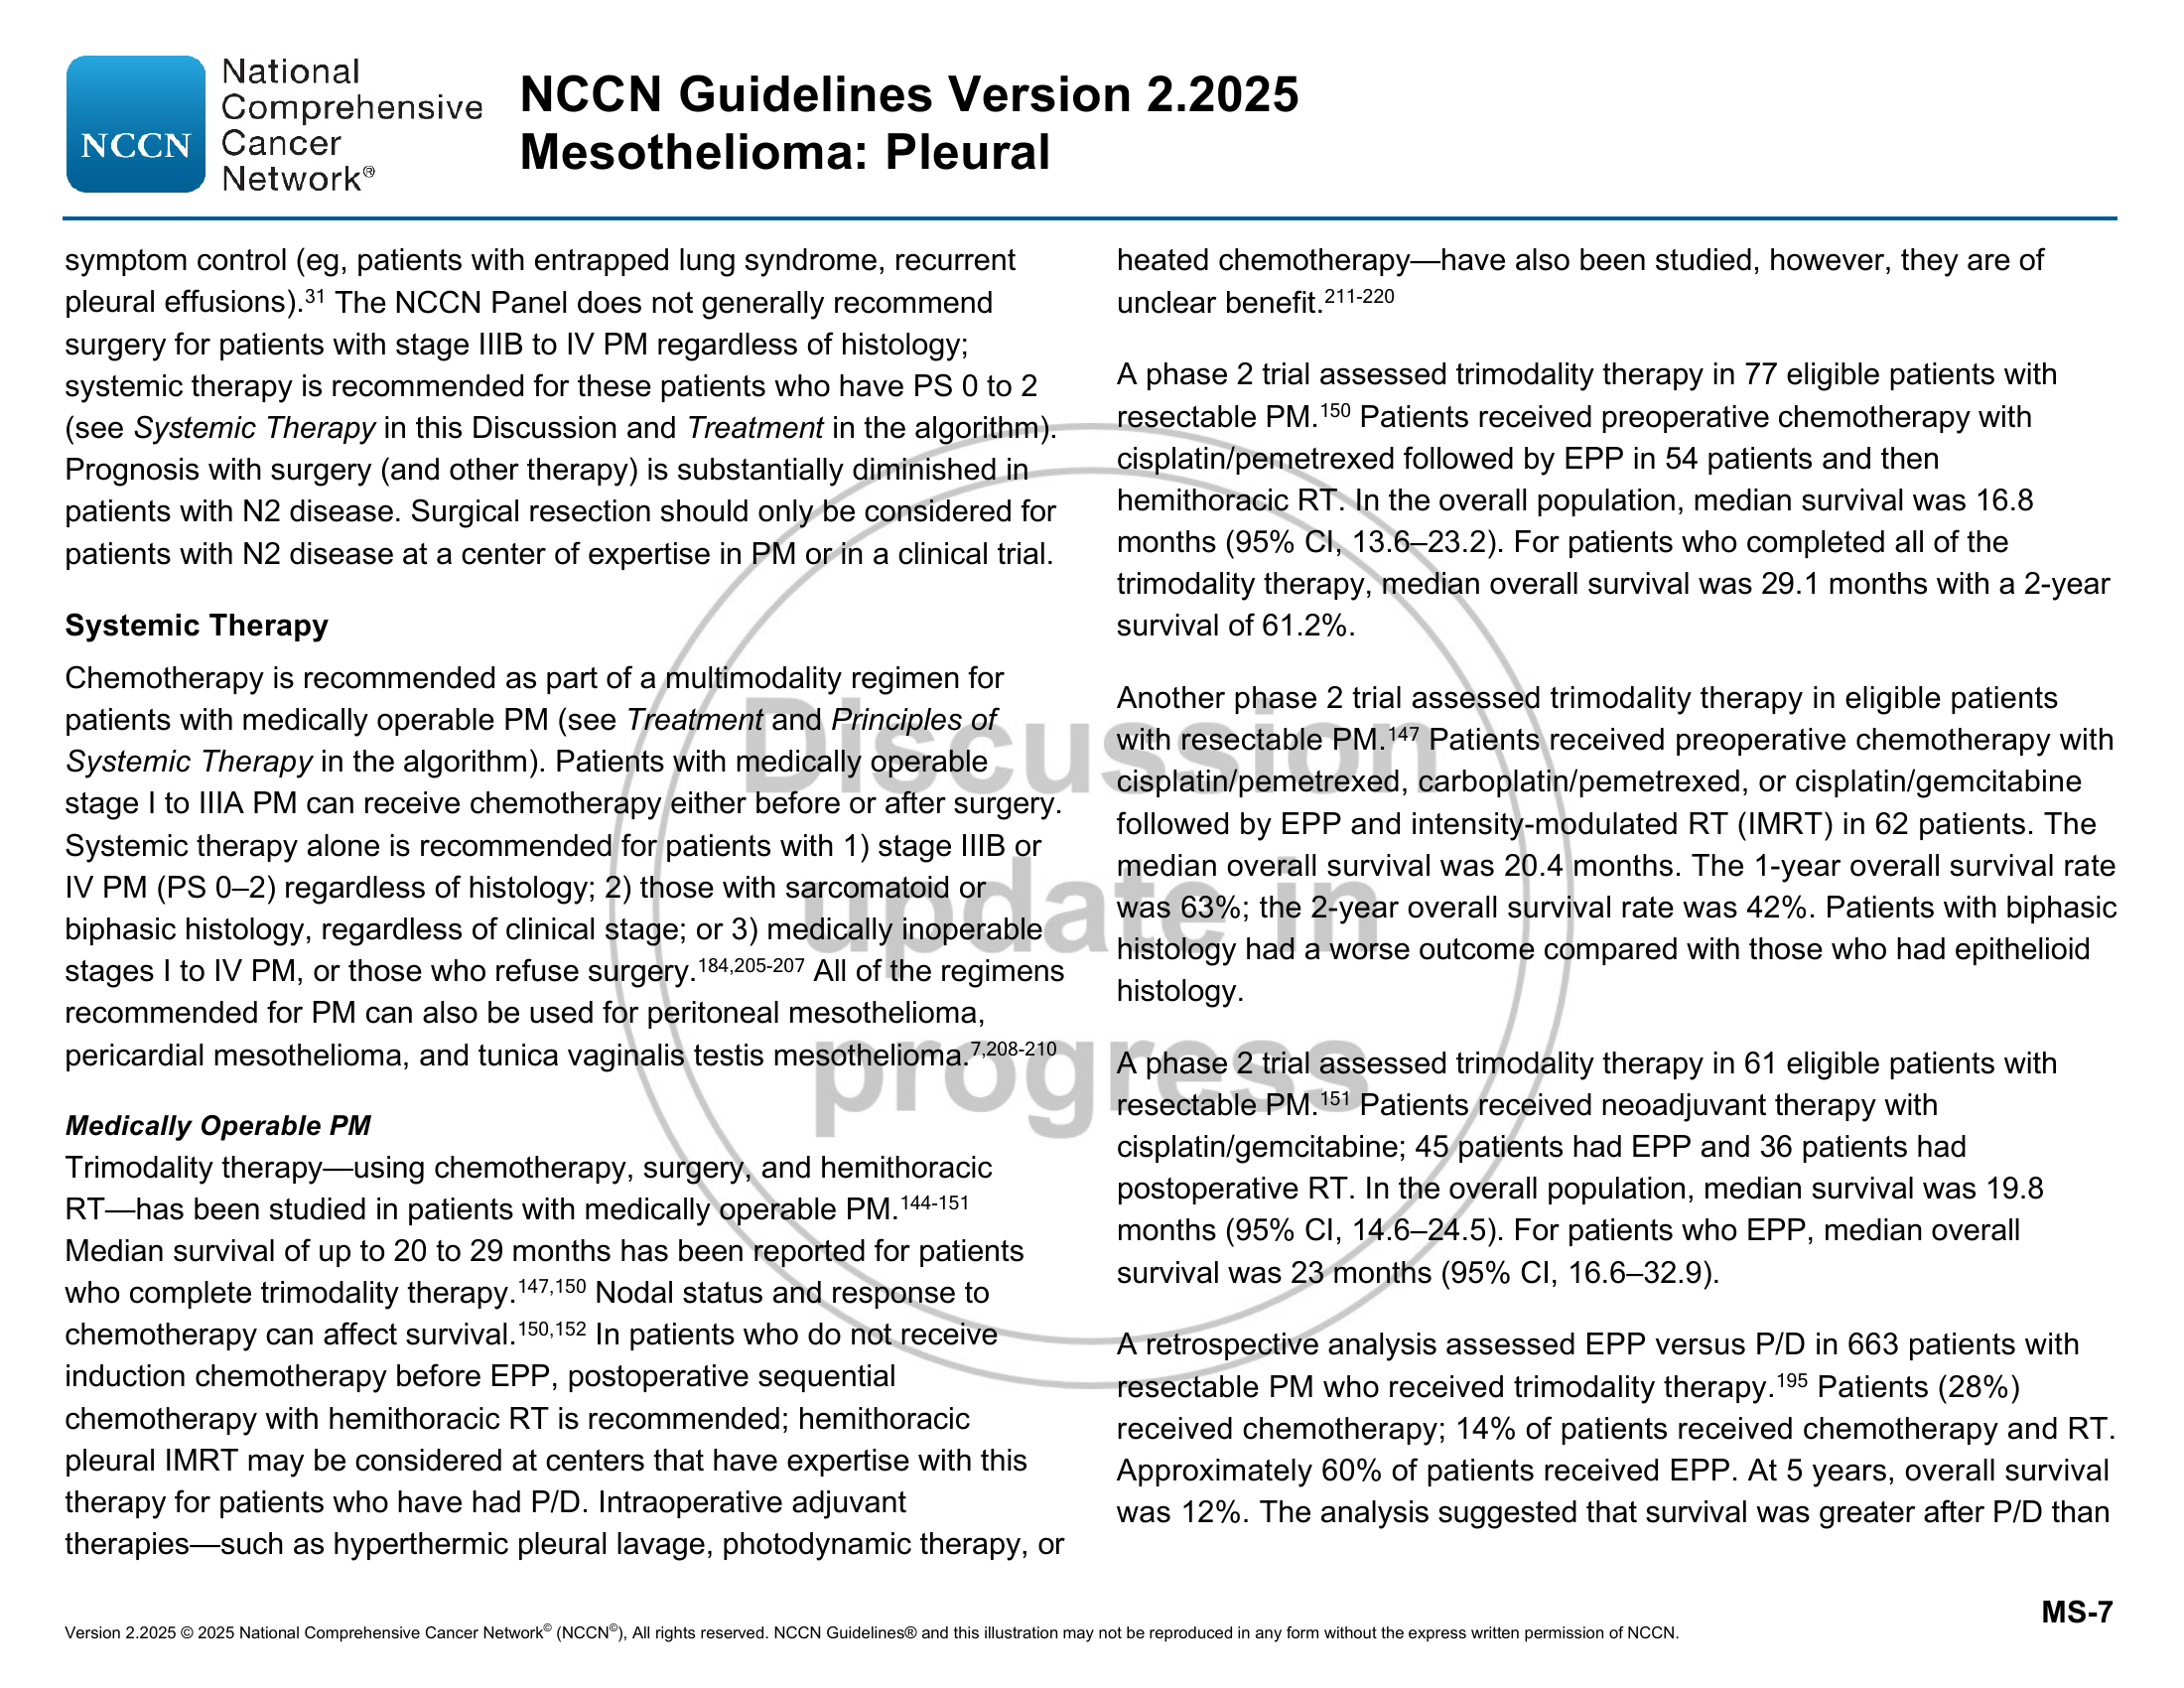 National
Comprehensive
Cancer
Network®
NCCN
NCCN Guidelines Version 2.2025
Mesothelioma: Pleural
symptom control (eg, patients with entrapped lung syndrome, recurrent
pleural effusions).31 The NCCN Panel does not generally recommend
surgery for patients with stage IIIB to IV PM regardless of histology;
systemic therapy is recommended for these patients who have PS 0 to 2
(see Systemic Therapy in this Discussion and Treatment in the algorithm).
Prognosis with surgery (and other therapy) is substantially diminished in
patients with N2 disease. Surgical resection should only be considered for
patients with N2 disease at a center of expertise in PM or in a clinical trial.
Systemic Therapy
Chemotherapy is recommended as part of a multimodality regimen for
patients with medically operable PM (see Treatment and Principles of
Systemic Therapy in the algorithm). Patients with medically operable
stage I to IIIA PM can receive chemotherapy either before or after surgery.
Systemic therapy alone is recommended for patients with 1) stage IIIB or
IV PM (PS 0–2) regardless of histology; 2) those with sarcomatoid or
biphasic histology, regardless of clinical stage; or 3) medically inoperable
stages I to IV PM, or those who refuse surgery.184,205-207 All of the regimens
recommended for PM can also be used for peritoneal mesothelioma,
pericardial mesothelioma, and tunica vaginalis testis mesothelioma.7,208-210
Medically Operable PM
Trimodality therapy—using chemotherapy, surgery, and hemithoracic
RT—has been studied in patients with medically operable PM.144-151
Median survival of up to 20 to 29 months has been reported for patients
who complete trimodality therapy.147,150 Nodal status and response to
chemotherapy can affect survival.150,152 In patients who do not receive
induction chemotherapy before EPP, postoperative sequential
chemotherapy with hemithoracic RT is recommended; hemithoracic
pleural IMRT may be considered at centers that have expertise with this
therapy for patients who have had P/D. Intraoperative adjuvant
therapies—such as hyperthermic pleural lavage, photodynamic therapy, or
heated chemotherapy—have also been studied, however, they are of
unclear benefit.211-220
A phase 2 trial assessed trimodality therapy in 77 eligible patients with
resectable PM.150 Patients received preoperative chemotherapy with
cisplatin/pemetrexed followed by EPP in 54 patients and then
hemithoracic RT. In the overall population, median survival was 16.8
months (95% CI, 13.6–23.2). For patients who completed all of the
trimodality therapy, median overall survival was 29.1 months with a 2-year
survival of 61.2%.
Another phase 2 trial assessed trimodality therapy in eligible patients
with resectable PM.147 Patients received preoperative chemotherapy with
cisplatin/pemetrexed, carboplatin/pemetrexed, or cisplatin/gemcitabine
followed by EPP and intensity-modulated RT (IMRT) in 62 patients. The
median overall survival was 20.4 months. The 1-year overall survival rate
was 63%; the 2-year overall survival rate was 42%. Patients with biphasic
histology had a worse outcome compared with those who had epithelioid
histology.
A phase 2 trial assessed trimodality therapy in 61 eligible patients with
resectable PM.151 Patients received neoadjuvant therapy with
cisplatin/gemcitabine; 45 patients had EPP and 36 patients had
postoperative RT. In the overall population, median survival was 19.8
months (95% CI, 14.6–24.5). For patients who EPP, median overall
survival was 23 months (95% CI, 16.6–32.9).
A retrospective analysis assessed EPP versus P/D in 663 patients with
resectable PM who received trimodality therapy.195 Patients (28%)
received chemotherapy; 14% of patients received chemotherapy and RT.
Approximately 60% of patients received EPP. At 5 years, overall survival
was 12%. The analysis suggested that survival was greater after P/D than
Discussion
update in
progress
MS-7
Version 2.2025 © 2025 National Comprehensive Cancer Network© (NCCN©), All rights reserved. NCCN Guidelines® and this illustration may not be reproduced in any form without the express written permission of NCCN.